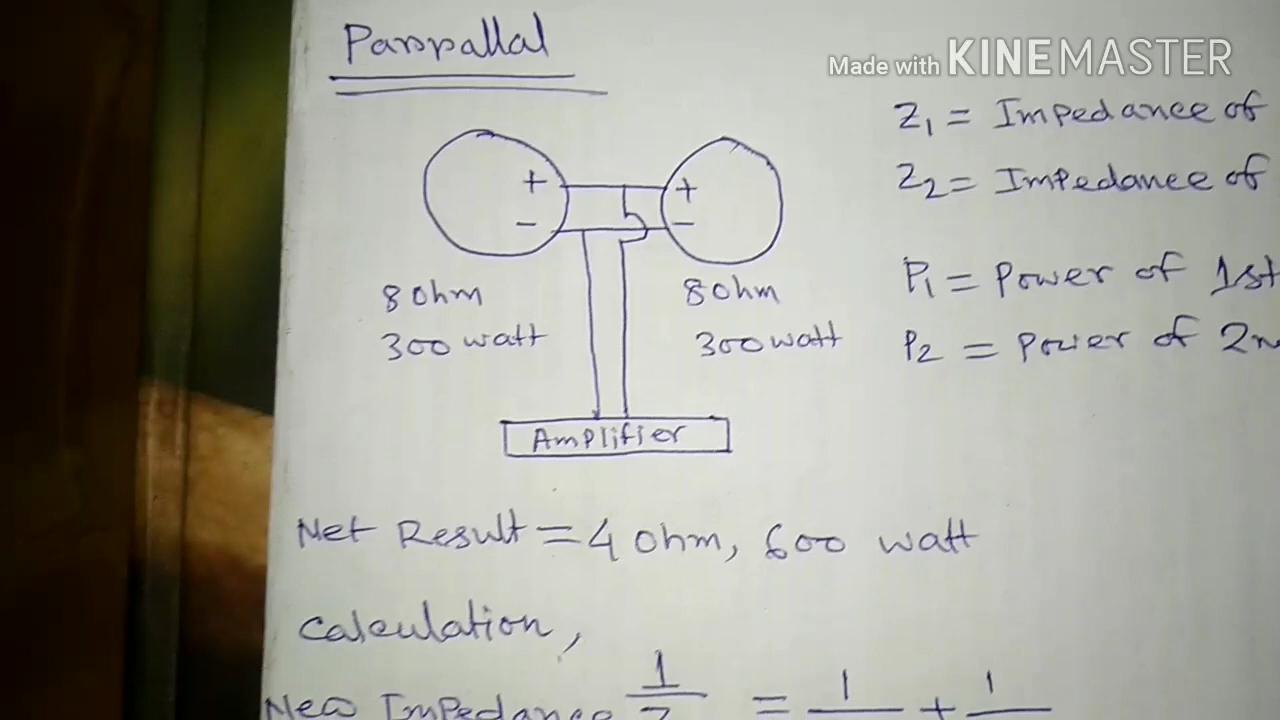 Parrallal
Made with KINEMASTER
Z1 = Impedance of
Z2 = Impedance of
+ +
- -
8 ohm
300 watt
8 ohm
300 watt
P1 = Power of 1st
P2 = Power of 2n
Amplifier
Net Result = 4 ohm, 600 watt
Calculation,
New Impedance 1/Z = 1 + 1